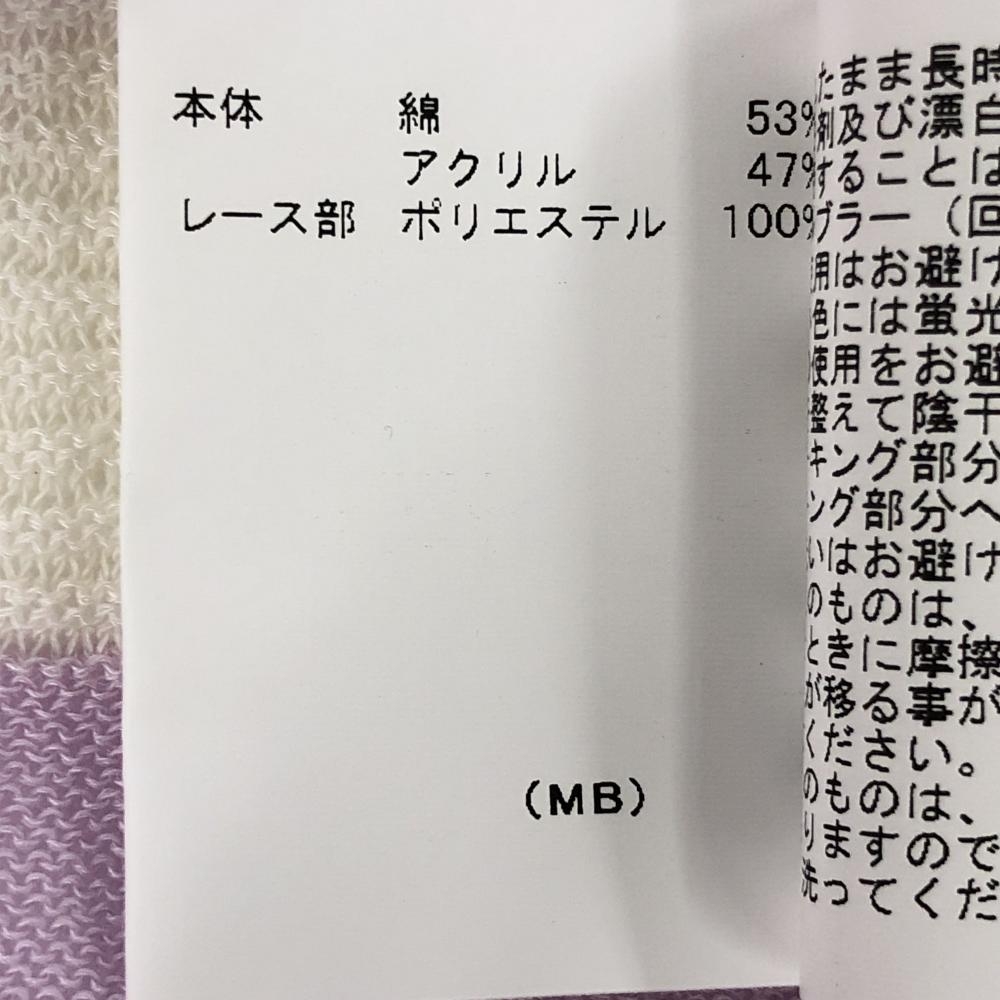 本体 綿 53%
アクリル 47%
レース部 ポリエステル 100%
(MB)
たまま長時
剤及び漂白
することは
ブラー（回
用はお避け
色には蛍光
使用をお避
整えて陰干
キング部分
ング部分へ
いはお避け
のものは、
ときに摩擦
が移る事が
ください。
のものは、
りますので
洗ってくだ